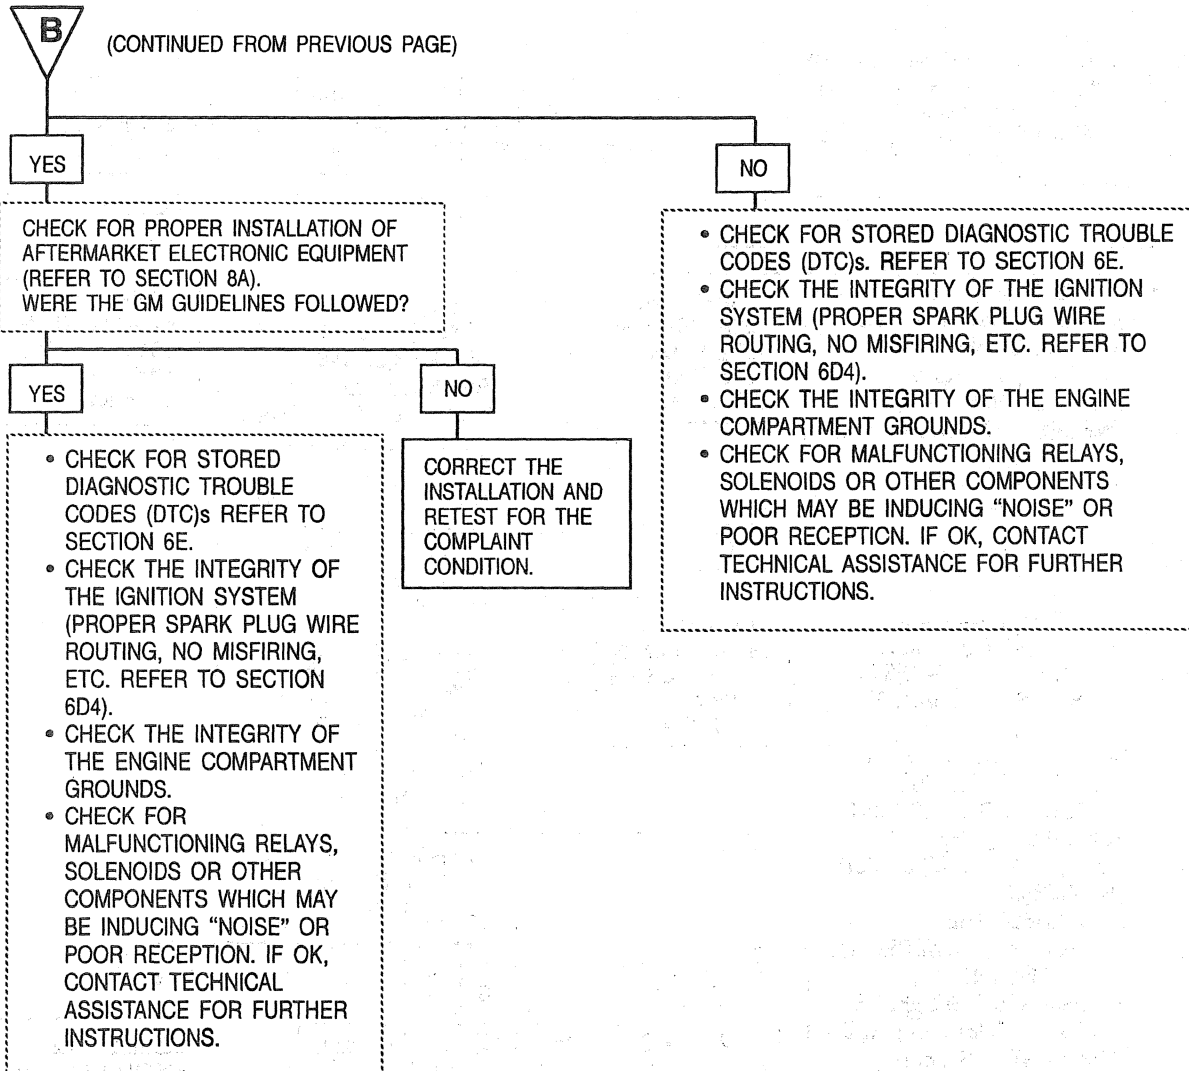 B
(CONTINUED FROM PREVIOUS PAGE)
YES
NO
CHECK FOR PROPER INSTALLATION OF
AFTERMARKET ELECTRONIC EQUIPMENT
(REFER TO SECTION 8A).
WERE THE GM GUIDELINES FOLLOWED?
• CHECK FOR STORED DIAGNOSTIC TROUBLE
CODES (DTC)s. REFER TO SECTION 6E.
• CHECK THE INTEGRITY OF THE IGNITION
SYSTEM (PROPER SPARK PLUG WIRE
ROUTING, NO MISFIRING, ETC. REFER TO
SECTION 6D4).
• CHECK THE INTEGRITY OF THE ENGINE
COMPARTMENT GROUNDS.
• CHECK FOR MALFUNCTIONING RELAYS,
SOLENOIDS OR OTHER COMPONENTS
WHICH MAY BE INDUCING “NOISE” OR
POOR RECEPTION. IF OK, CONTACT
TECHNICAL ASSISTANCE FOR FURTHER
INSTRUCTIONS.
YES
NO
• CHECK FOR STORED
DIAGNOSTIC TROUBLE
CODES (DTC)s REFER TO
SECTION 6E.
• CHECK THE INTEGRITY OF
THE IGNITION SYSTEM
(PROPER SPARK PLUG WIRE
ROUTING, NO MISFIRING,
ETC. REFER TO SECTION
6D4).
• CHECK THE INTEGRITY OF
THE ENGINE COMPARTMENT
GROUNDS.
• CHECK FOR
MALFUNCTIONING RELAYS,
SOLENOIDS OR OTHER
COMPONENTS WHICH MAY
BE INDUCING “NOISE” OR
POOR RECEPTION. IF OK,
CONTACT TECHNICAL
ASSISTANCE FOR FURTHER
INSTRUCTIONS.
CORRECT THE
INSTALLATION AND
RETEST FOR THE
COMPLAINT
CONDITION.